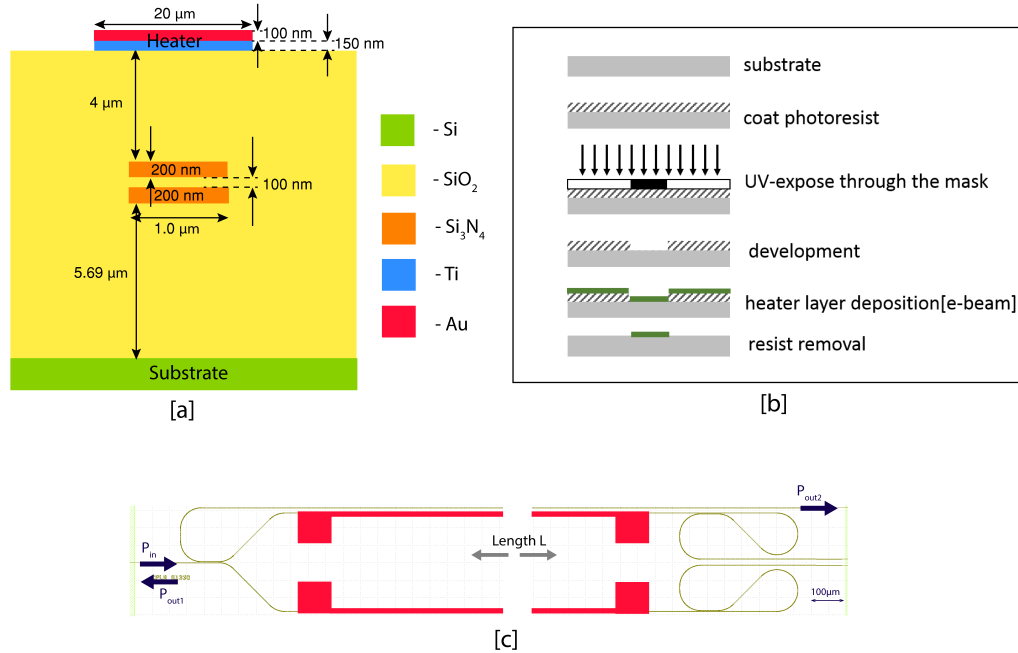 20 μm
100 nm
Heater
150 nm
4 μm
200 nm
100 nm
200 nm
1.0 μm
5.69 μm
Substrate
[a]
- Si
- SiO₂
- Si₃N₄
- Ti
- Au
substrate
coat photoresist
UV-expose through the mask
development
heater layer deposition[e-beam]
resist removal
[b]
Pout2
Length L
Pin
Pout1
100μm
[c]